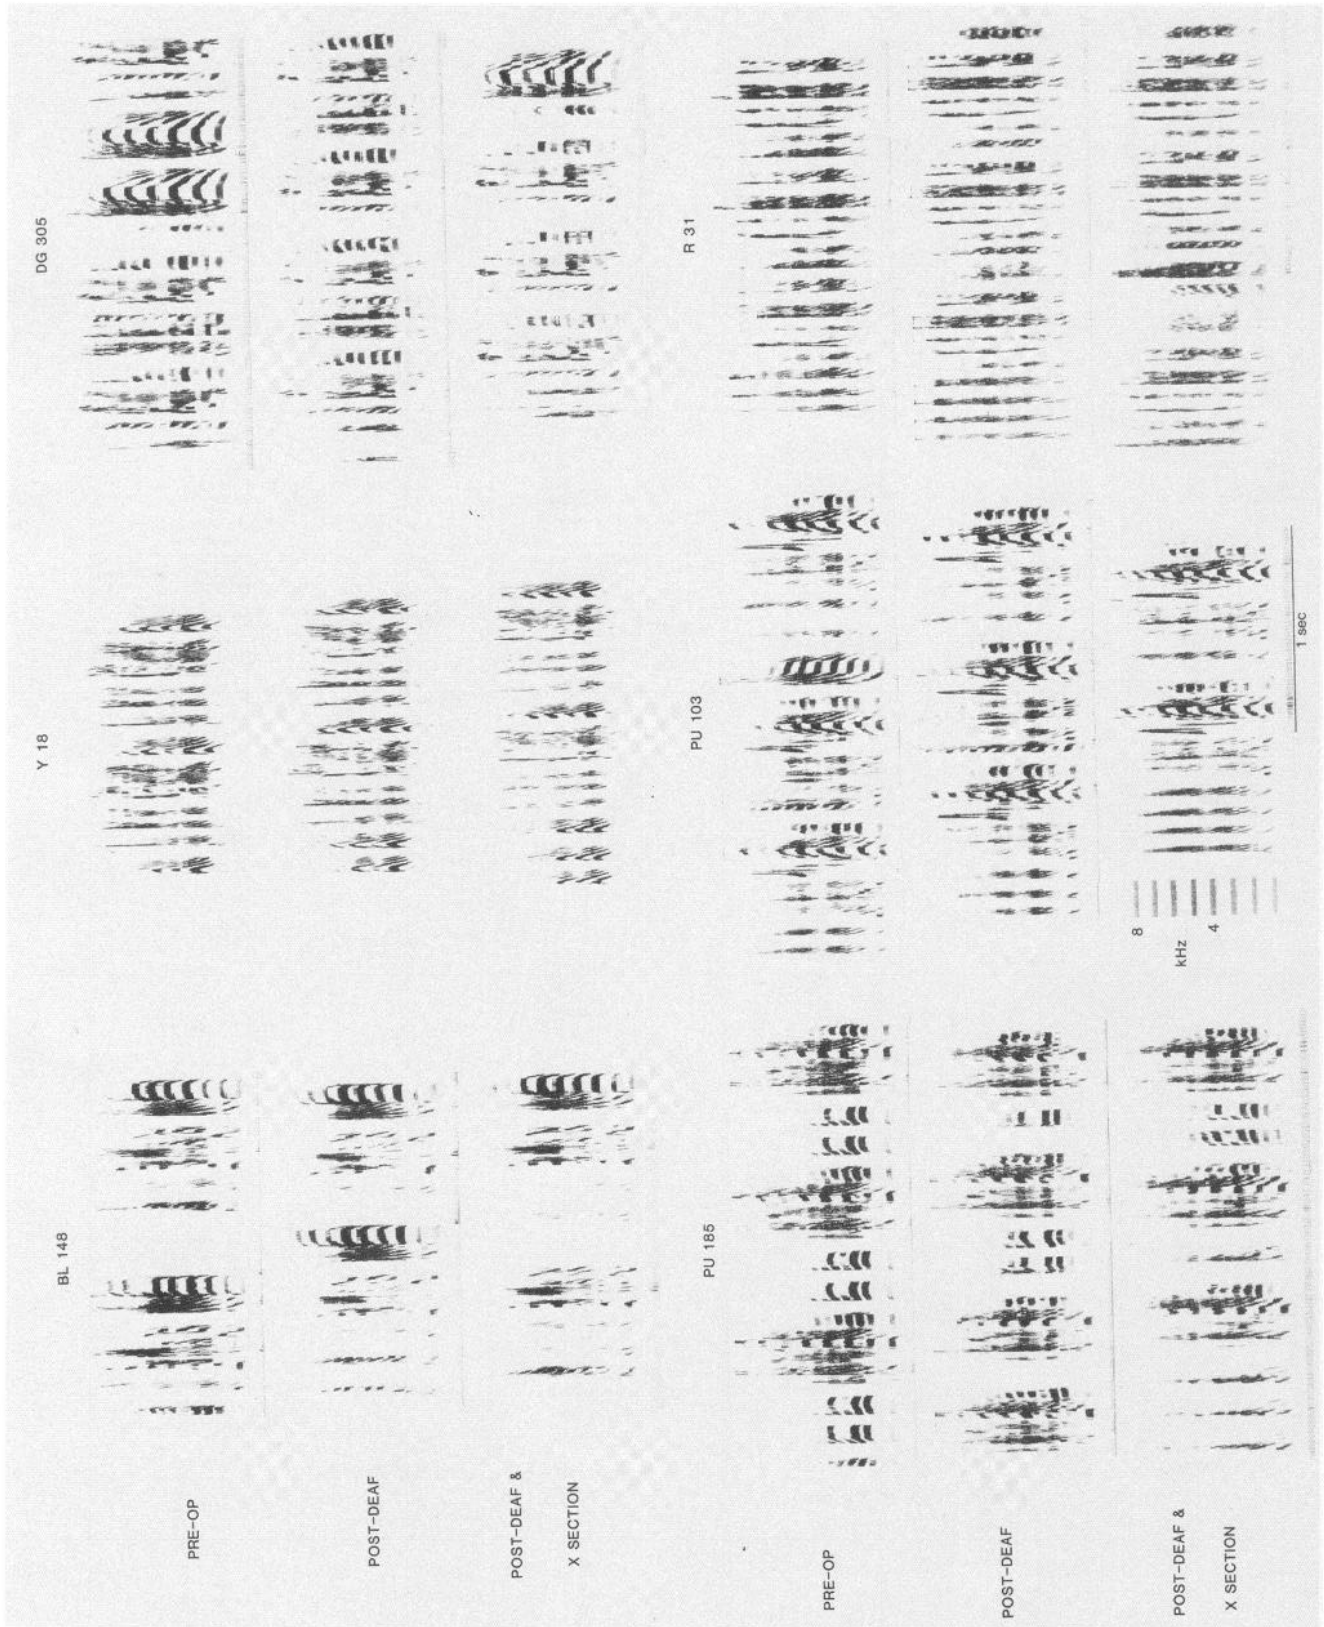 BL 148
Y 18
DG 305
PRE-OP
POST-DEAF
POST-DEAF &
X SECTION
PU 185
PU 103
R 31
PRE-OP
POST-DEAF
POST-DEAF &
X SECTION
8
kHz
4
1 sec